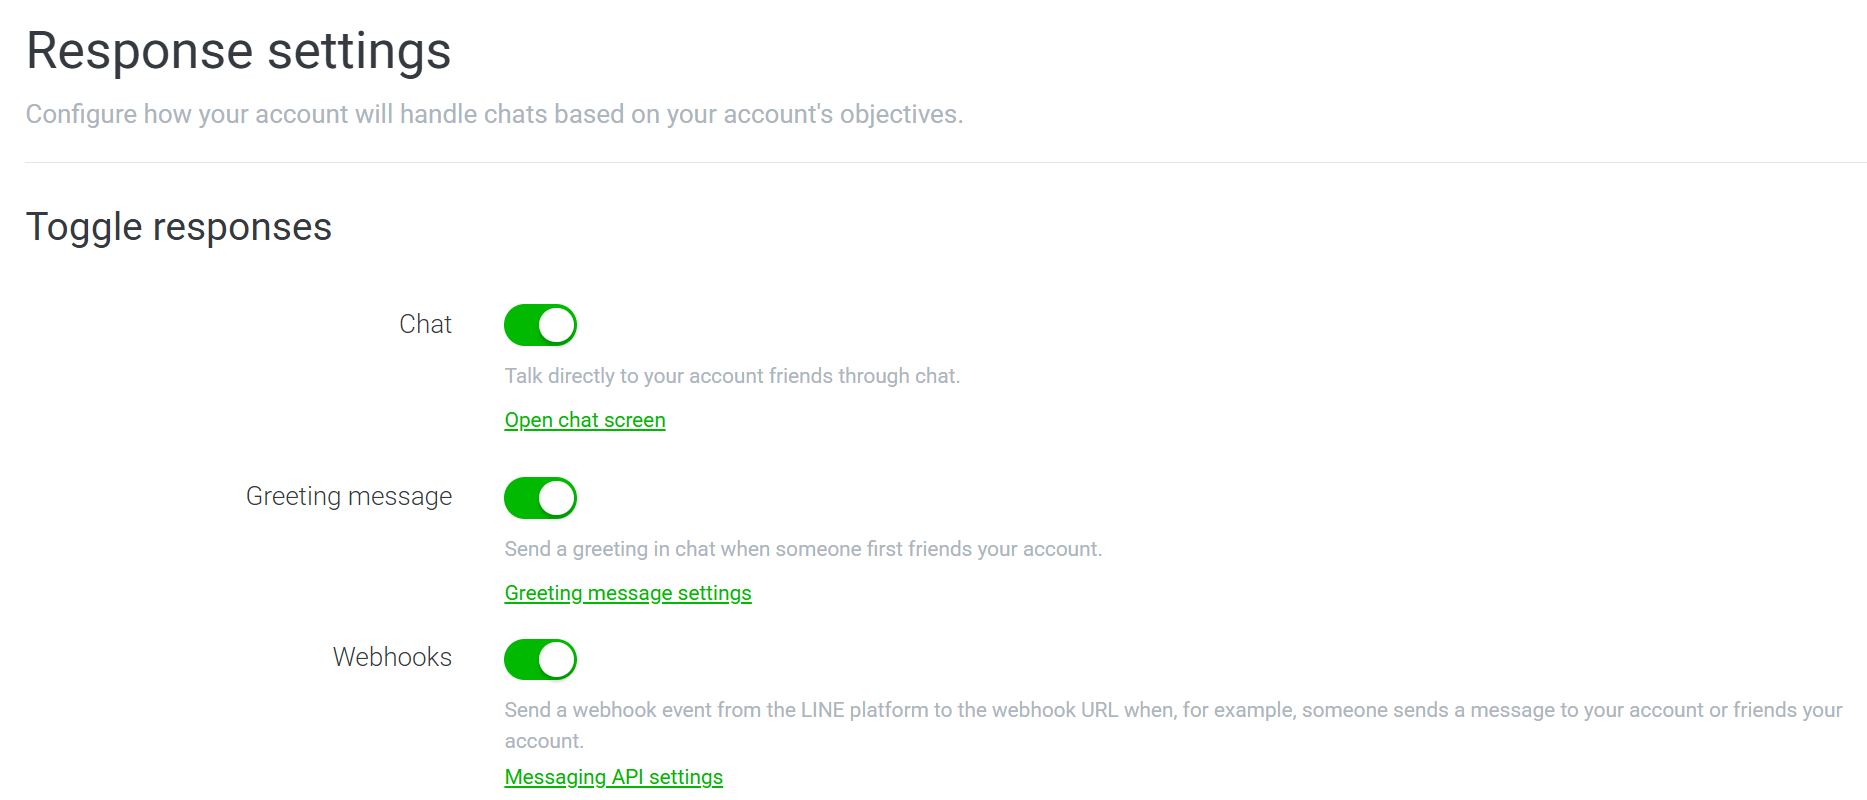 Response settings
Configure how your account will handle chats based on your account's objectives.
Toggle responses
Chat
Talk directly to your account friends through chat.
Open chat screen
Greeting message
Send a greeting in chat when someone first friends your account.
Greeting message settings
Webhooks
Send a webhook event from the LINE platform to the webhook URL when, for example, someone sends a message to your account or friends your
account.
Messaging API settings